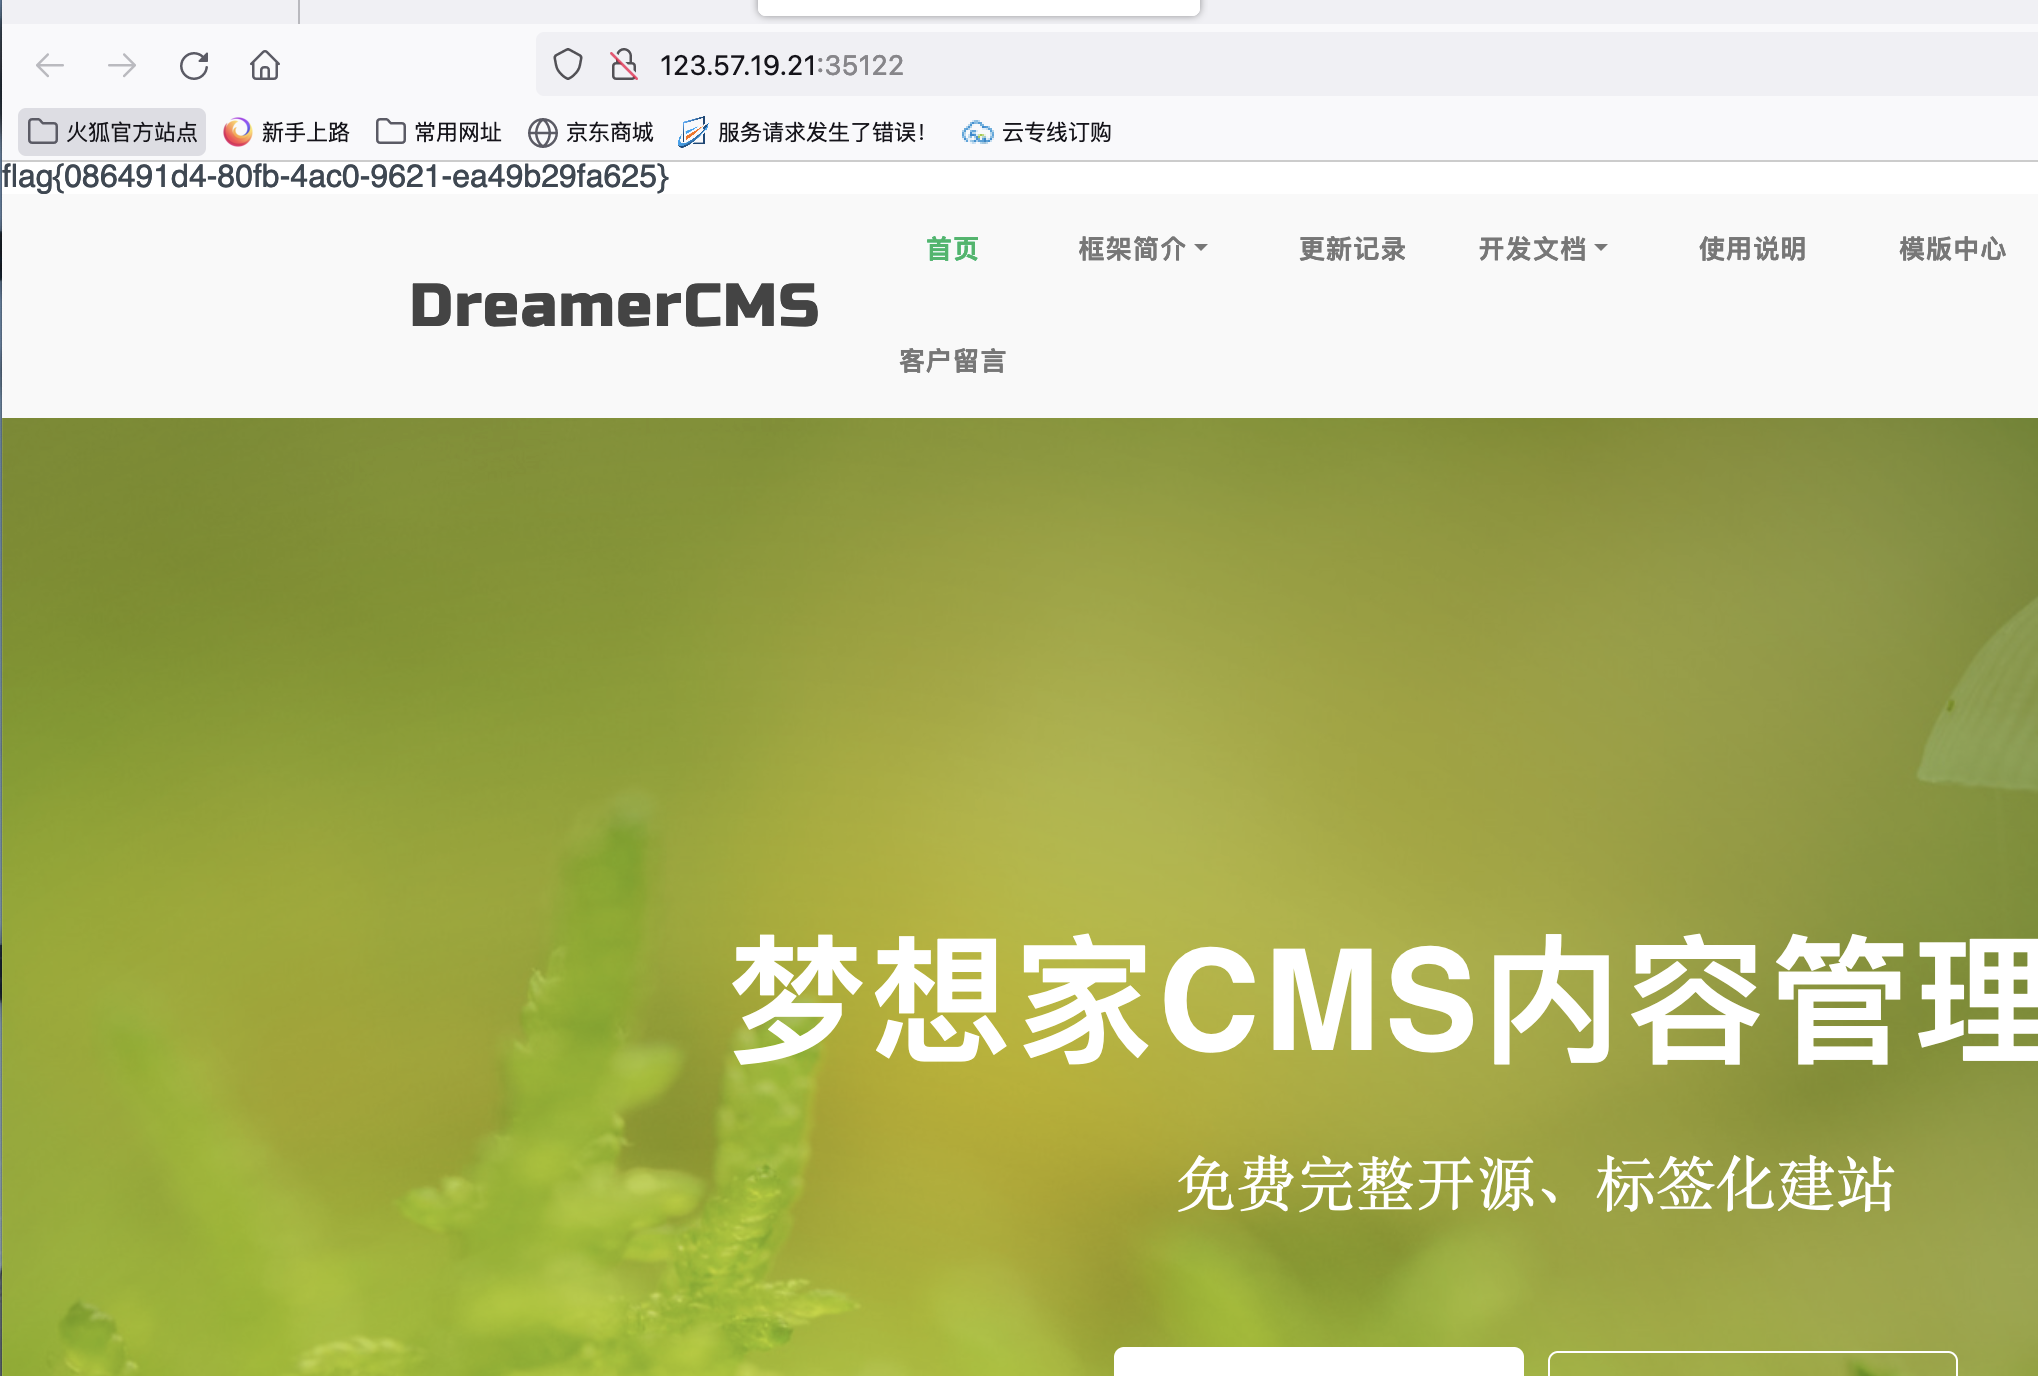 123.57.19.21:35122
火狐官方站点 新手上路 常用网址 京东商城 服务请求发生了错误! 云专线订购
flag{086491d4-80fb-4ac0-9621-ea49b29fa625}
首页 框架简介 更新记录 开发文档 使用说明 模版中心
DreamerCMS
客户留言
梦想家CMS内容管理
免费完整开源、标签化建站